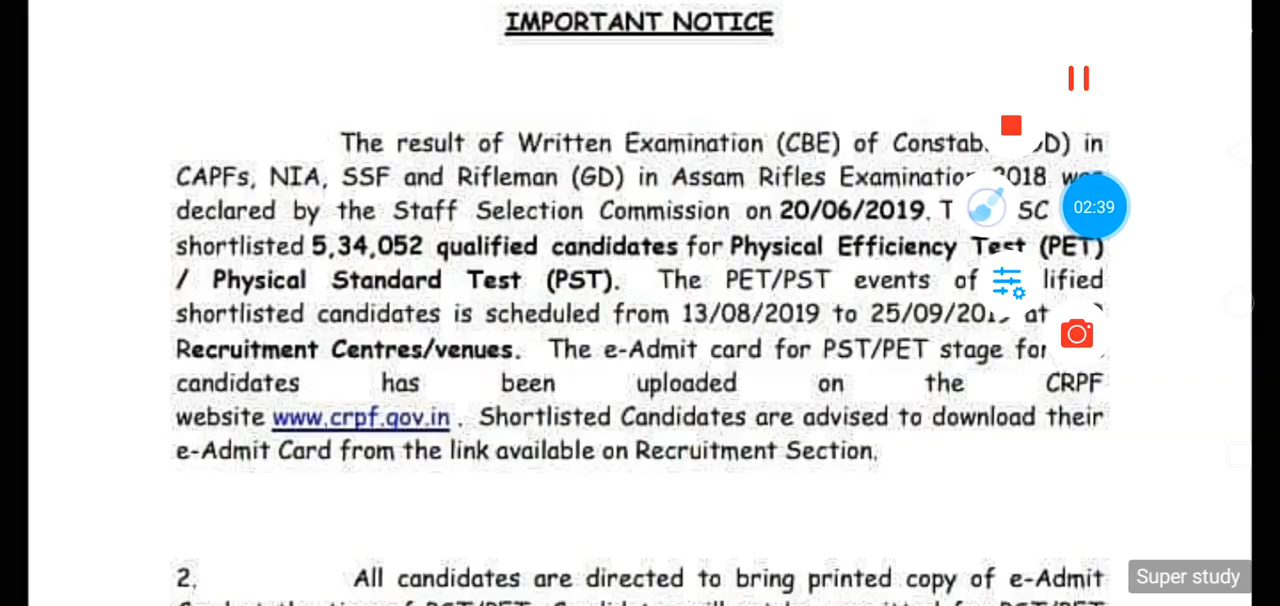 IMPORTANT NOTICE
The result of Written Examination (CBE) of Constab D) in
CAPFs, NIA, SSF and Rifleman (GD) in Assam Rifles Examination 2018 was
declared by the Staff Selection Commission on 20/06/2019. T SC
02:39
shortlisted 5,34,052 qualified candidates for Physical Efficiency Test (PET)
/ Physical Standard Test (PST). The PET/PST events of lified
shortlisted candidates is scheduled from 13/08/2019 to 25/09/201 at
Recruitment Centres/venues. The e-Admit card for PST/PET stage for
candidates has been uploaded on the CRPF
website www.crpf.gov.in . Shortlisted Candidates are advised to download their
e-Admit Card from the link available on Recruitment Section.
2. All candidates are directed to bring printed copy of e-Admit
Super study